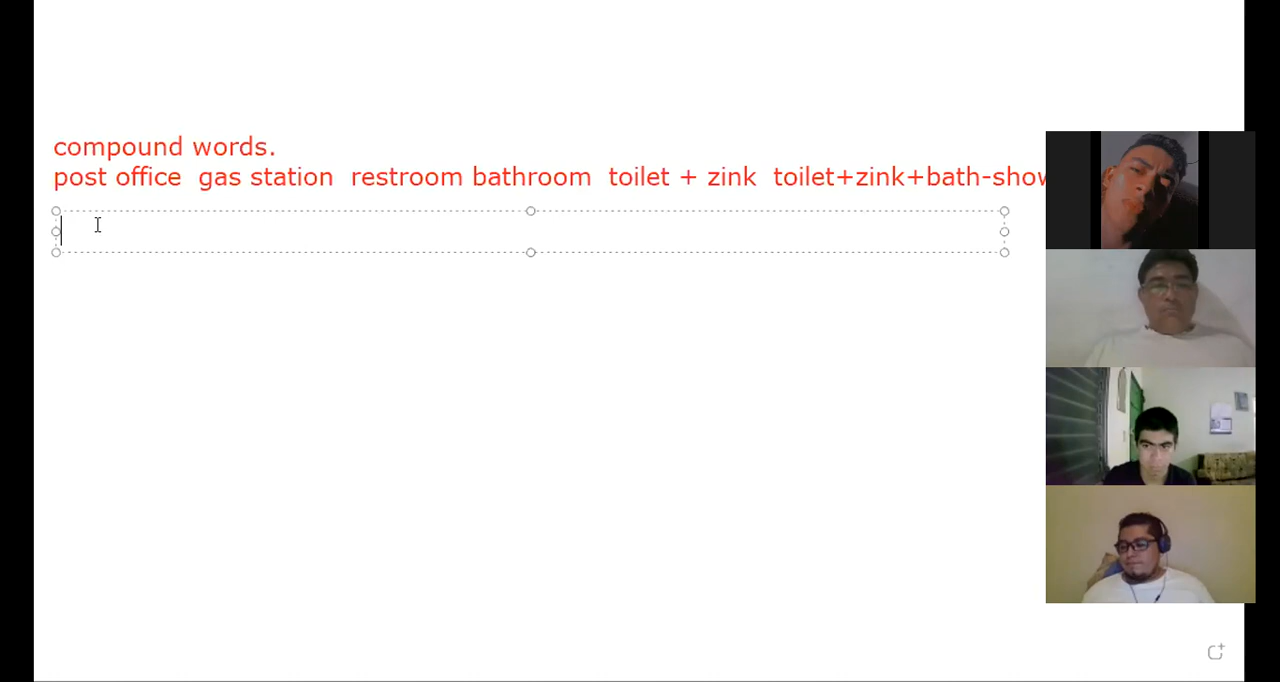 compound words.
post office gas station restroom bathroom toilet + zink toilet+zink+bath-show